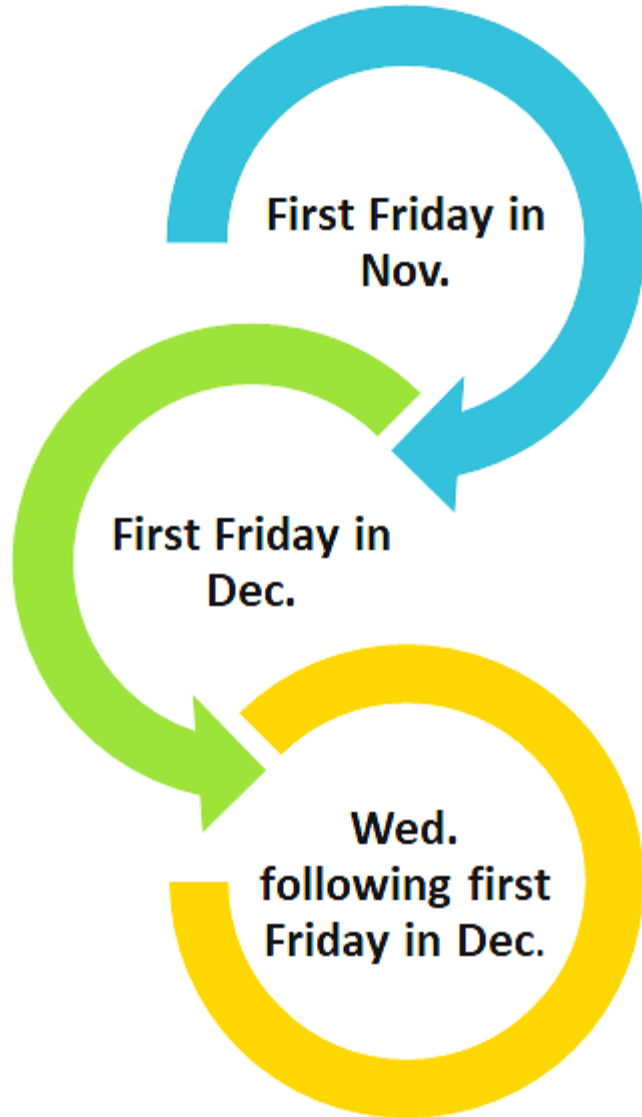 First Friday in
Nov.
First Friday in
Dec.
Wed.
following first
Friday in Dec.